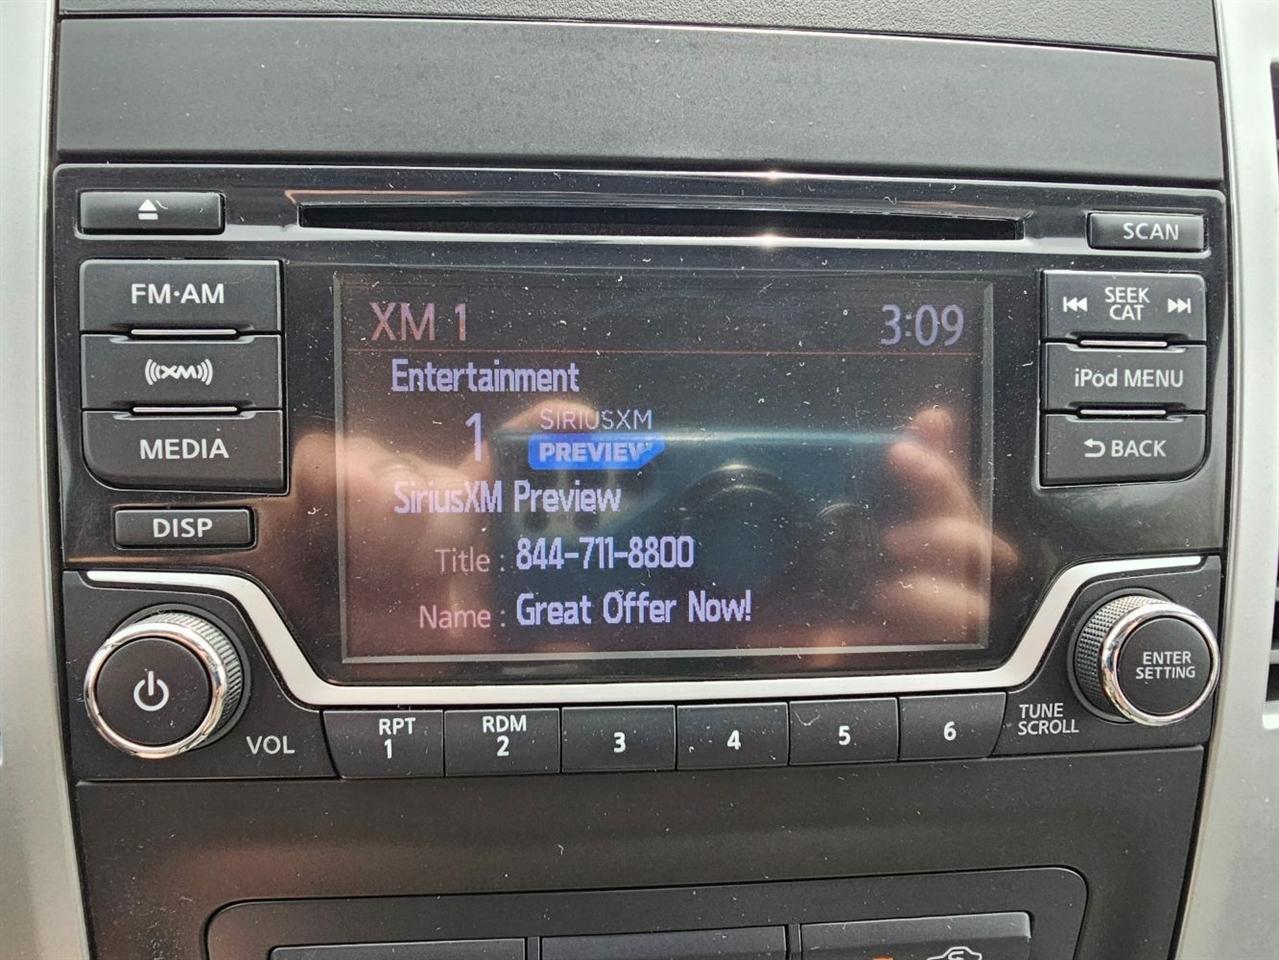 SCAN
FM·AM
SEEK
CAT
XM 1 3:09
XM
Entertainment
iPod MENU
1 SIRIUSXM
PREVIEW
MEDIA
BACK
SiriusXM Preview
DISP
Title : 844-711-8800
Name : Great Offer Now!
ENTER
SETTING
VOL
RPT
1
RDM
2
3
4
5
6
TUNE
SCROLL